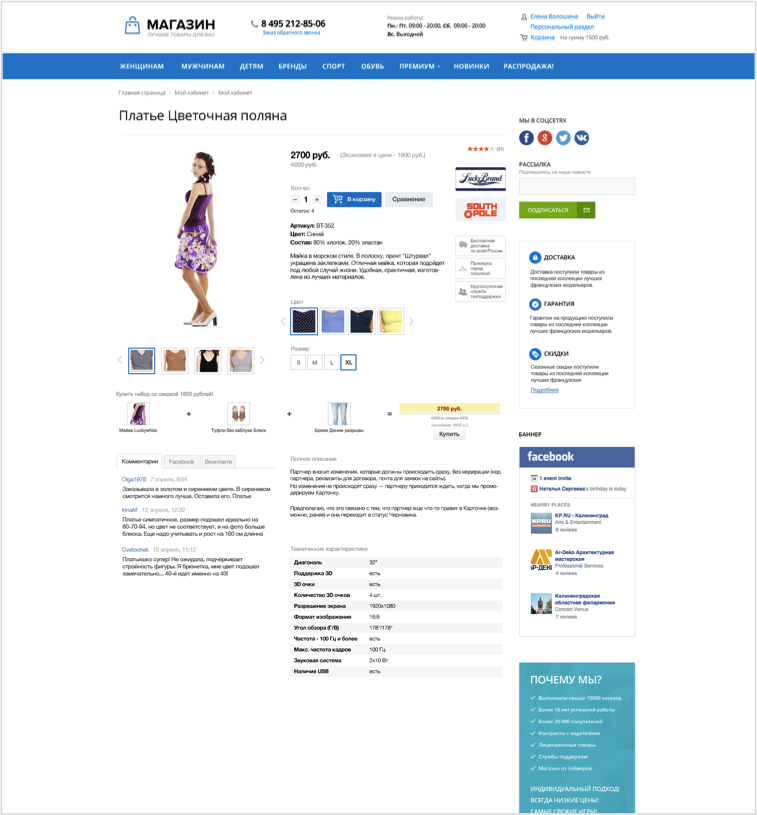 МАГАЗИН
ЛУЧШИЕ ТОВАРЫ ДЛЯ ВАС
8 495 212-85-06
Заказ обратного звонка
Режим работы:
Пн.- Пт. 09:00 - 20:00, Сб. 09:00 - 20:00
Вс. Выходной
Елена Волошина Выйти
Персональный раздел
Корзина На сумму 1500 руб.
ЖЕНЩИНАМ МУЖЧИНАМ ДЕТЯМ БРЕНДЫ СПОРТ ОБУВЬ ПРЕМИУМ НОВИНКИ РАСПРОДАЖА!
Главная страница › Мой кабинет › Мой кабинет
Платье Цветочная поляна
2700 руб. (Экономия в цене - 1800 руб.)
4200 руб.
Кол-во
− 1 +
В корзину
Сравнение
Остаток: 4
Артикул: ВТ-352
Цвет: Синий
Состав: 80% хлопок, 20% эластан
Майка в морском стиле. В полоску, принт "Штурвал"
украшена заклепками. Отличная майка, которая подойдет
под любой случай жизни. Удобная, практичная, изготов-
лена из лучших материалов.
Цвет
Размер
S M L XL
(97)
Lucky Brand
SOUTH POLE
Бесплатная
доставка
по всей России
Примерка
перед
покупкой
Круглосуточная
служба
техподдержки
Купить набор со скидкой 1800 рублей!
+ + =
Майка Luckywhite
Туфли без каблука Блеск
Брюки Деним разрывы
2700 руб.
Купить
Комментарии Facebook Вконтакте
Olga1978 7 апреля, 8:04
Заказывала в золотом и сиреневом цвете. В сиреневом
смотрится намного лучше. Оставила его. Платье
IrinaM 12 апреля, 12:32
Платье симпатичное, размер подошел идеально на
80-70-94, но цвет не соответствует, и на фото больше
блеска. Еще надо учитывать и рост на 160 см длинна
Cvetochek 15 апреля, 11:12
Платьишко супер! Не ожидала, подчёркивает
стройность фигуры. Я брюнетка, мне цвет подошёл
замечательно... 40-й идёт именно на 40!
Полное описание
Партнер вносит изменения, которые должны происходить сразу, без модерации (код
партнера, реквизиты для договора, почта для заявок на сайты).
Но изменения не происходят сразу — партнеру приходится ждать, когда мы промо-
дерируем Карточку.
Предполагаю, что это связано с тем, что партнер еще что-то правит в Карточке (воз-
можно, ранее) и она переходит в статус Черновика.
Технические характеристики
Диагональ 32"
Поддержка 3D есть
3D очки есть
Количество 3D очков 4 шт.
Разрешение экрана 1920x1080
Формат изображения 16:9
Угол обзора (Г/В) 178°/178°
Частота - 100 Гц и более есть
Макс. частота кадров 100 Гц
Звуковая система 2x10 Вт
Наличие USB есть
МЫ В СОЦСЕТЯХ
РАССЫЛКА
Подпишитесь на наши новости
ПОДПИСАТЬСЯ
ДОСТАВКА
Доставка поступили товары из
последней коллекции лучших
французских модельеров.
ГАРАНТИЯ
Гарантия на продукцию поступили
товары из последней коллекции
лучших французских модельеров.
СКИДКИ
Сезонные скидки поступили
товары из последней коллекции
лучших французских
Подробнее
БАННЕР
facebook
1 event invite
Наталья Сергеева's birthday is today
NEARBY PLACES
KP.RU - Калининград
Arts & Entertainment
8 reviews
Ar-Deko Архитектурная
мастерская
Professional Services
4 reviews
Калининградская
областная филармония
Concert Venue
7 reviews
ПОЧЕМУ МЫ?
Выполнили свыше 15000 заказов
Более 10 лет успешной работы
Более 20 000 покупателей
Контракты с издателями
Лицензионные товары
Службы поддержки
Магазин от геймеров
ИНДИВИДУАЛЬНЫЙ ПОДХОД!
ВСЕГДА НИЗКИЕ ЦЕНЫ!
САМЫЕ СВЕЖИЕ ИГРЫ!